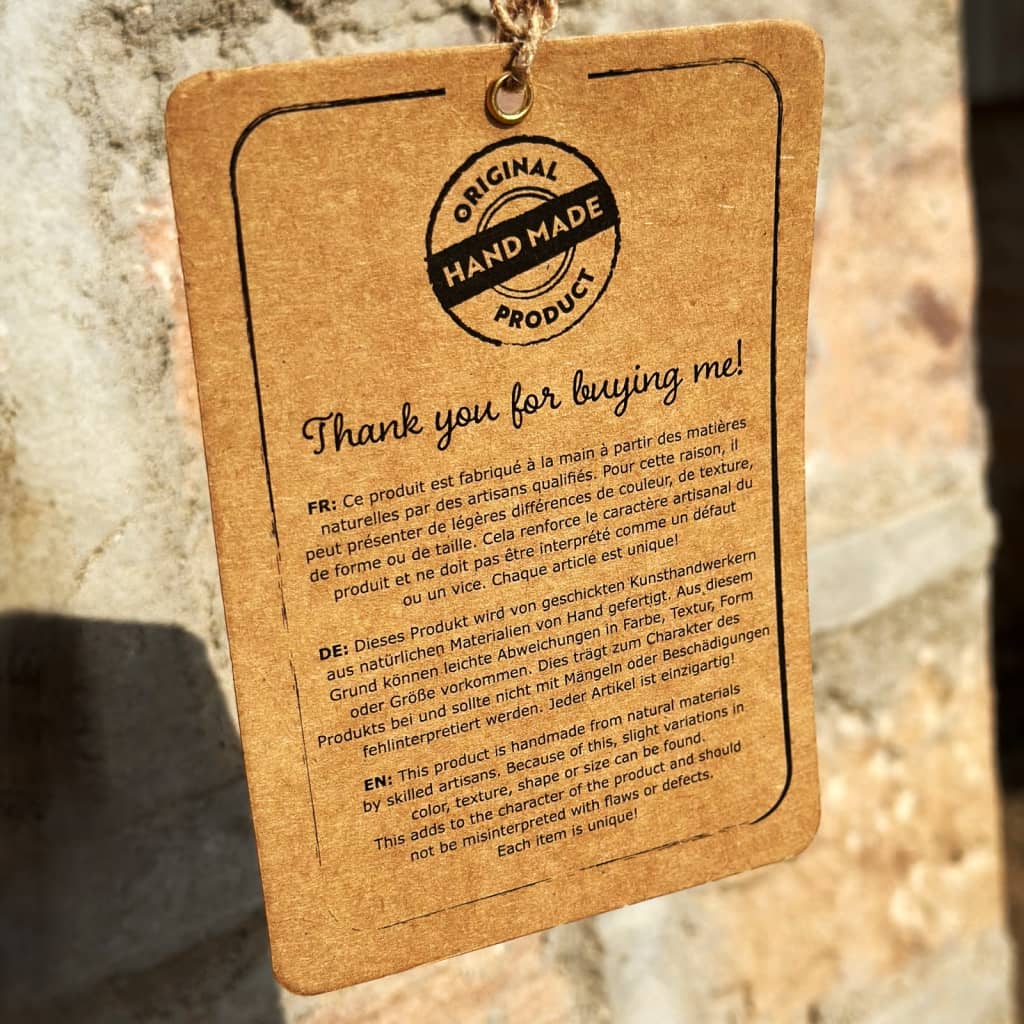 ORIGINAL
HAND MADE
PRODUCT
Thank you for buying me!
FR: Ce produit est fabriqué à la main à partir des matières
naturelles par des artisans qualifiés. Pour cette raison, il
peut présenter de légères différences de couleur, de texture,
de forme ou de taille. Cela renforce le caractère artisanal du
produit et ne doit pas être interprété comme un défaut
ou un vice. Chaque article est unique!
DE: Dieses Produkt wird von geschickten Kunsthandwerkern
aus natürlichen Materialien von Hand gefertigt. Aus diesem
Grund können leichte Abweichungen in Farbe, Textur, Form
oder Größe vorkommen. Dies trägt zum Charakter des
Produkts bei und sollte nicht mit Mängeln oder Beschädigungen
fehlinterpretiert werden. Jeder Artikel ist einzigartig!
EN: This product is handmade from natural materials
by skilled artisans. Because of this, slight variations in
color, texture, shape or size can be found.
This adds to the character of the product and should
not be misinterpreted with flaws or defects.
Each item is unique!